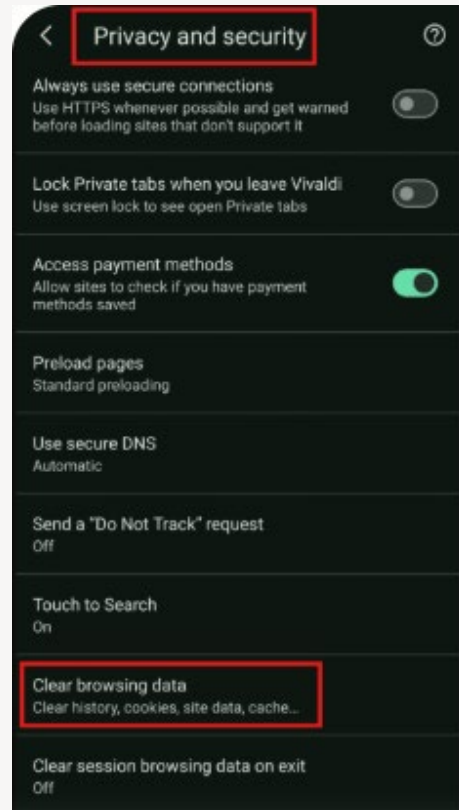 Privacy and security
Always use secure connections
Use HTTPS whenever possible and get warned
before loading sites that don't support it
Lock Private tabs when you leave Vivaldi
Use screen lock to see open Private tabs
Access payment methods
Allow sites to check if you have payment
methods saved
Preload pages
Standard preloading
Use secure DNS
Automatic
Send a "Do Not Track" request
Off
Touch to Search
On
Clear browsing data
Clear history, cookies, site data, cache...
Clear session browsing data on exit
Off